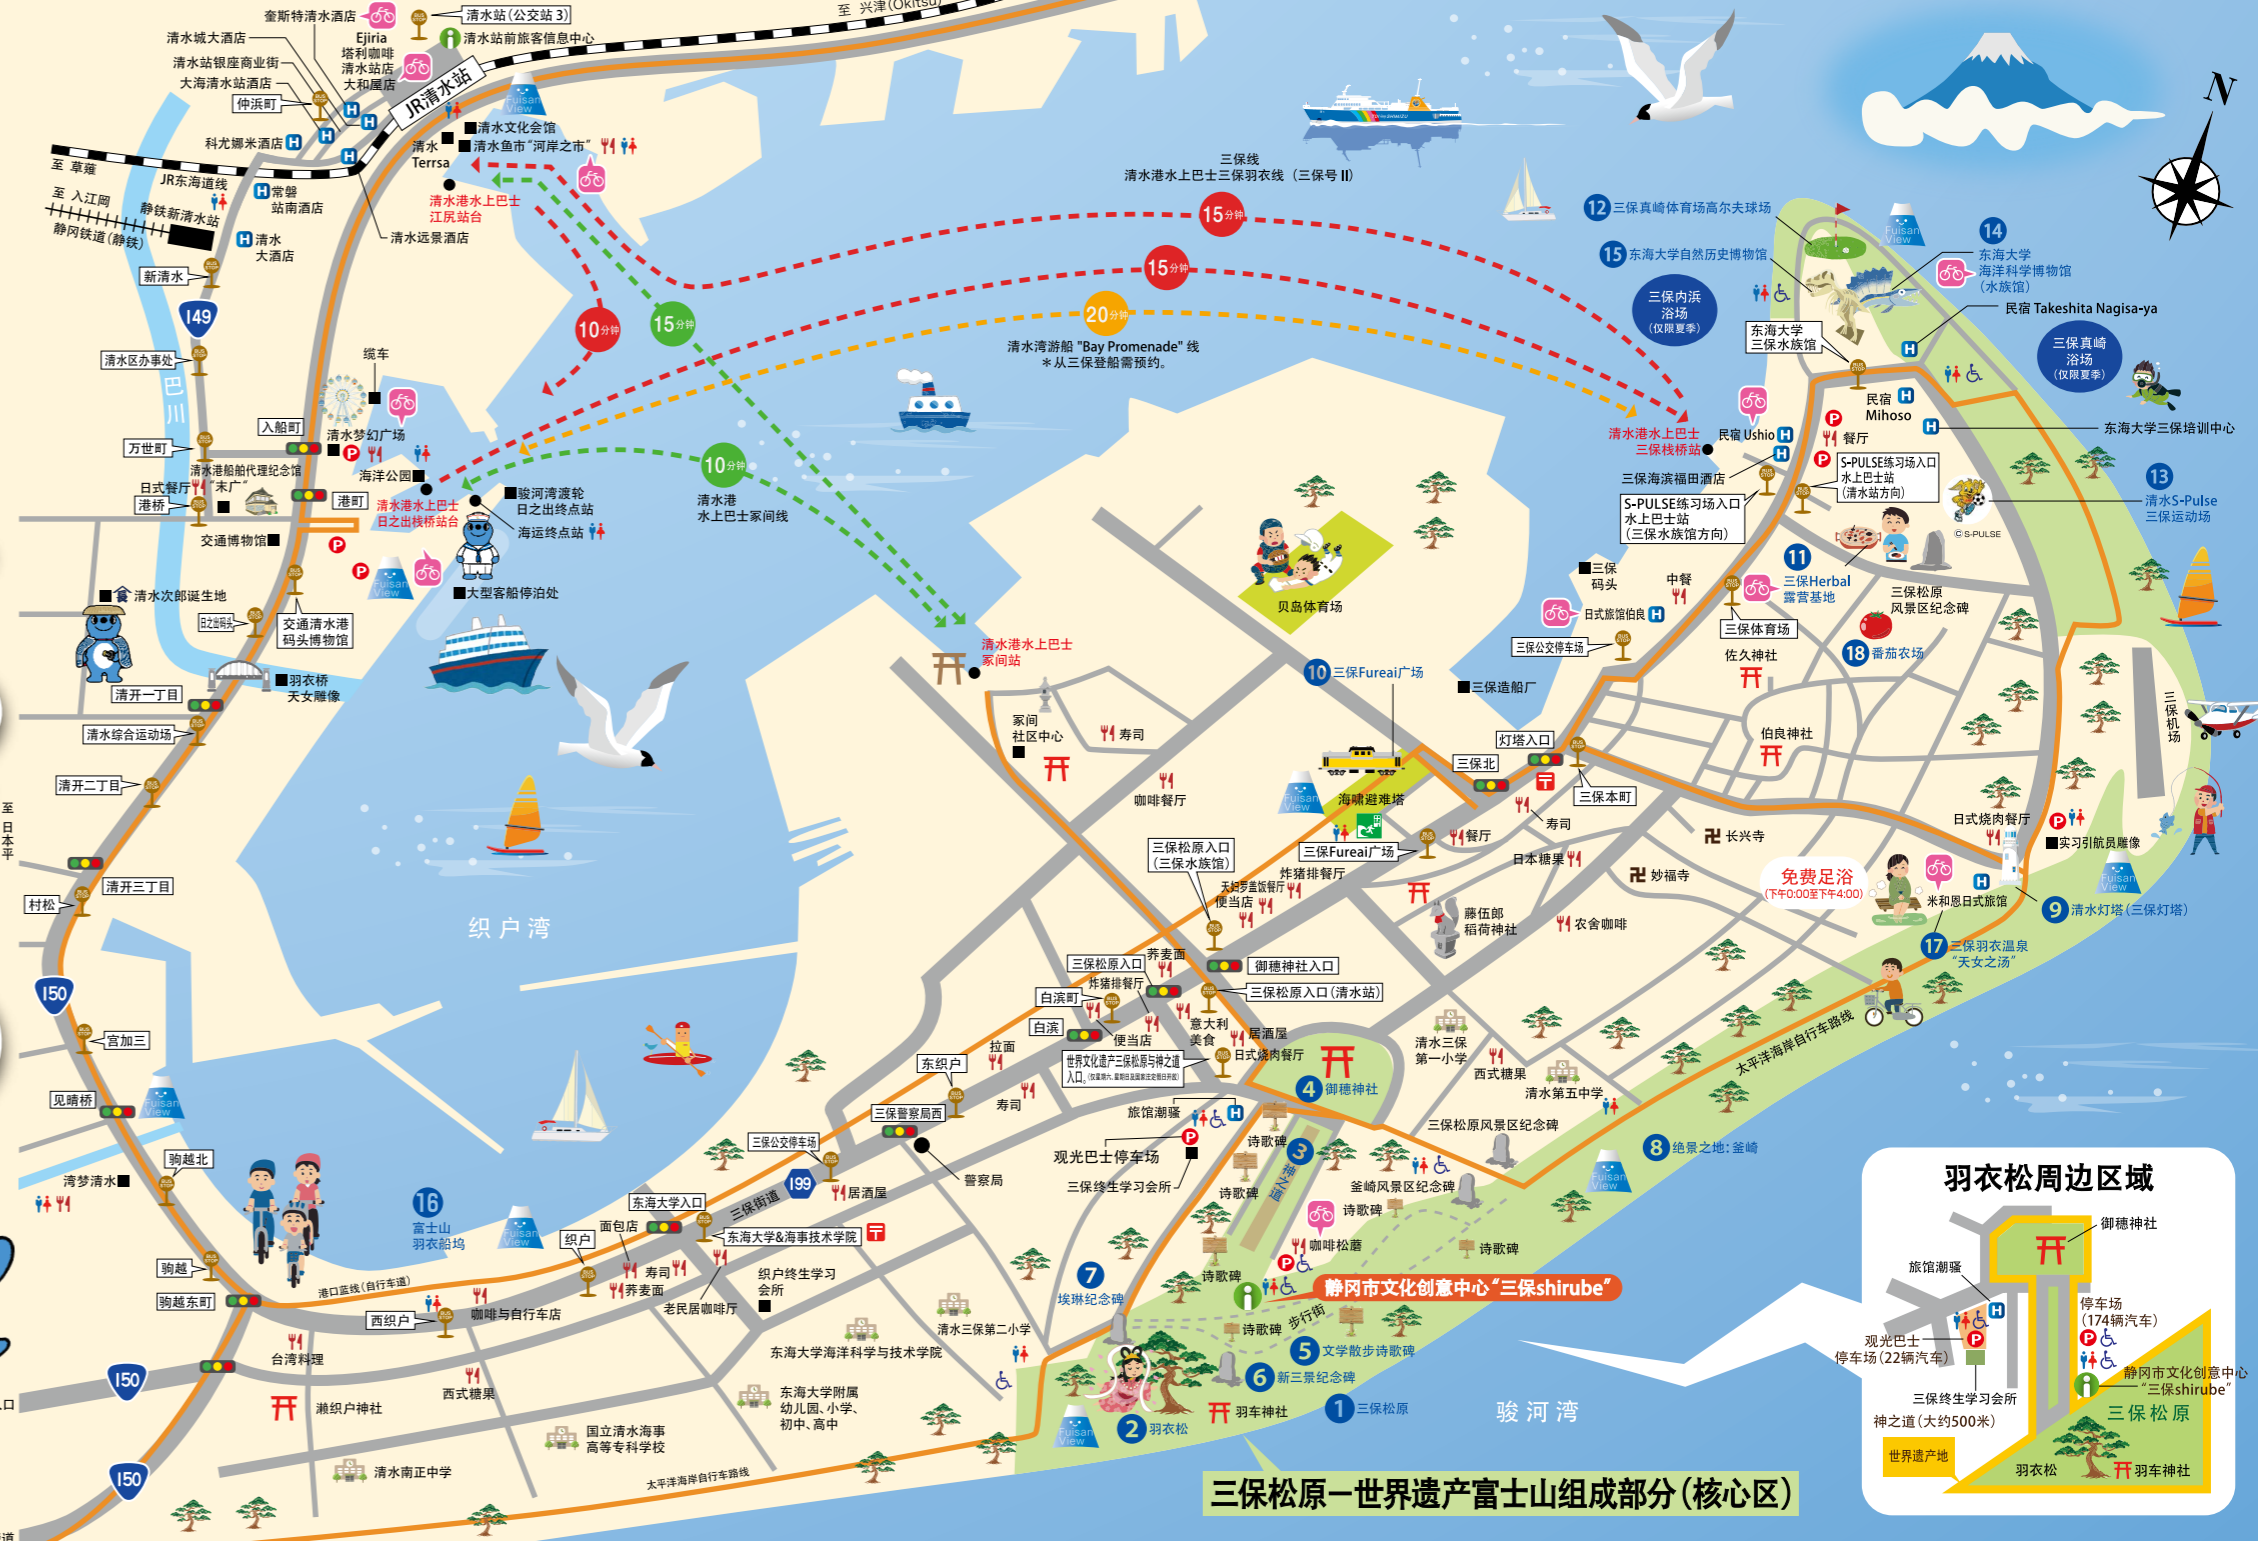 至 兴津(Okitsu)
奎斯特清水酒店
清水站(公交站 3)
清水城大酒店
Ejiria
塔利咖啡
清水站店
大和屋店
清水站前旅客信息中心
清水站银座商业街
大海清水站酒店
仲浜町
JR清水站
Fuisan
View
科尤娜米酒店
清水文化会馆
清水
Terrsa
清水鱼市“河岸之市”
至 草薙
JR东海道线
至 入江冈
静铁新清水站
静冈铁道(静铁)
常磐
站南酒店
清水港水上巴士
江尻站台
清水远景酒店
清水
大酒店
新清水
149
清水区办事处
巴川
缆车
入船町
清水梦幻广场
万世町
清水港船舶代理纪念馆
“末广”
日式餐厅
港桥
港町
海洋公园
清水港水上巴士
日之出栈桥站台
骏河湾渡轮
日之出终点站
海运终点站
交通博物馆
大型客船停泊处
清水次郎诞生地
日之出码头
交通清水港
码头博物馆
羽衣桥
天女雕像
清开一丁目
清水综合运动场
清开二丁目
至 日本平
清开三丁目
村松
150
宫加三
见晴桥
驹越北
湾梦清水
驹越
驹越东町
港口蓝线(自行车道)
16
富士山
羽衣船坞
三保线
清水港水上巴士三保羽衣线(三保号 II)
15分钟
15分钟
20分钟
10分钟
15分钟
10分钟
清水湾游船 "Bay Promenade" 线
*从三保登船需预约。
清水港
水上巴士冢间线
清水港水上巴士
冢间站
冢间
社区中心
寿司
咖啡餐厅
贝岛体育场
10 三保Fureai广场
海啸避难塔
三保Fureai广场
餐厅
三保松原入口
(三保水族馆)
炸猪排餐厅
天妇罗盖饭餐厅
便当店
三保北
灯塔入口
三保本町
寿司
日本糖果
藤伍郎
稻荷神社
农舍咖啡
妙福寺
长兴寺
N
12 三保真崎体育场高尔夫球场
15 东海大学自然历史博物馆
三保内浜
浴场
(仅限夏季)
14
东海大学
海洋科学博物馆
(水族馆)
民宿 Takeshita Nagisa-ya
三保真崎
浴场
(仅限夏季)
东海大学
三保水族馆
民宿
Mihoso
东海大学三保培训中心
清水港水上巴士
三保栈桥站
民宿 Ushio
餐厅
三保海滨福田酒店
S-PULSE练习场入口
水上巴士站
(清水站方向)
S-PULSE练习场入口
水上巴士站
(三保水族馆方向)
13
清水S-Pulse
三保运动场
©S-PULSE
11
三保Herbal
露营基地
三保松原
风景区纪念碑
三保
码头
中餐
日式旅馆伯良
三保公交停车场
三保体育场
佐久神社
18 番茄农场
三保造船厂
伯良神社
三保机场
日式烧肉餐厅
实习引航员雕像
免费足浴
(下午0:00至下午4:00)
米和恩日式旅馆
9 清水灯塔(三保灯塔)
17 三保羽衣温泉
“天女之汤”
太平洋海岸自行车路线
织户湾
荞麦面
三保松原入口
炸猪排餐厅
御穗神社入口
三保松原入口(清水站)
白滨町
白滨
便当店
意大利
美食
居酒屋
日式烧肉餐厅
世界文化遗产三保松原与神之道
入口。
拉面
东织户
寿司
三保警察局西
警察局
三保公交停车场
199
三保街道
居酒屋
东海大学入口
东海大学&海事技术学院
面包店
织户
寿司
荞麦面
老民居咖啡厅
织户终生学习
会所
西织户
咖啡与自行车店
台湾料理
西式糖果
濑织户神社
150
150
清水南正中学
国立清水海事
高等专科学校
东海大学海洋科学与技术学院
东海大学附属
幼儿园、小学、
初中、高中
清水三保第二小学
太平洋海岸自行车路线
旅馆潮骚
观光巴士停车场
三保终生学习会所
4 御穗神社
诗歌碑
3
神之道
诗歌碑
清水三保
第一小学
西式糖果
清水第五中学
三保松原风景区纪念碑
釜崎风景区纪念碑
诗歌碑
诗歌碑
8 绝景之地:釜崎
咖啡松蘑
诗歌碑
静冈市文化创意中心“三保shirube”
7
埃琳纪念碑
诗歌碑
步行街
5 文学散步诗歌碑
6 新三景纪念碑
羽车神社
1 三保松原
2 羽衣松
骏河湾
三保松原—世界遗产富士山组成部分(核心区)
羽衣松周边区域
御穗神社
旅馆潮骚
停车场
(174辆汽车)
观光巴士
停车场(22辆汽车)
静冈市文化创意中心
“三保shirube”
三保终生学习会所
神之道(大约500米)
三保松原
世界遗产地
羽衣松
羽车神社